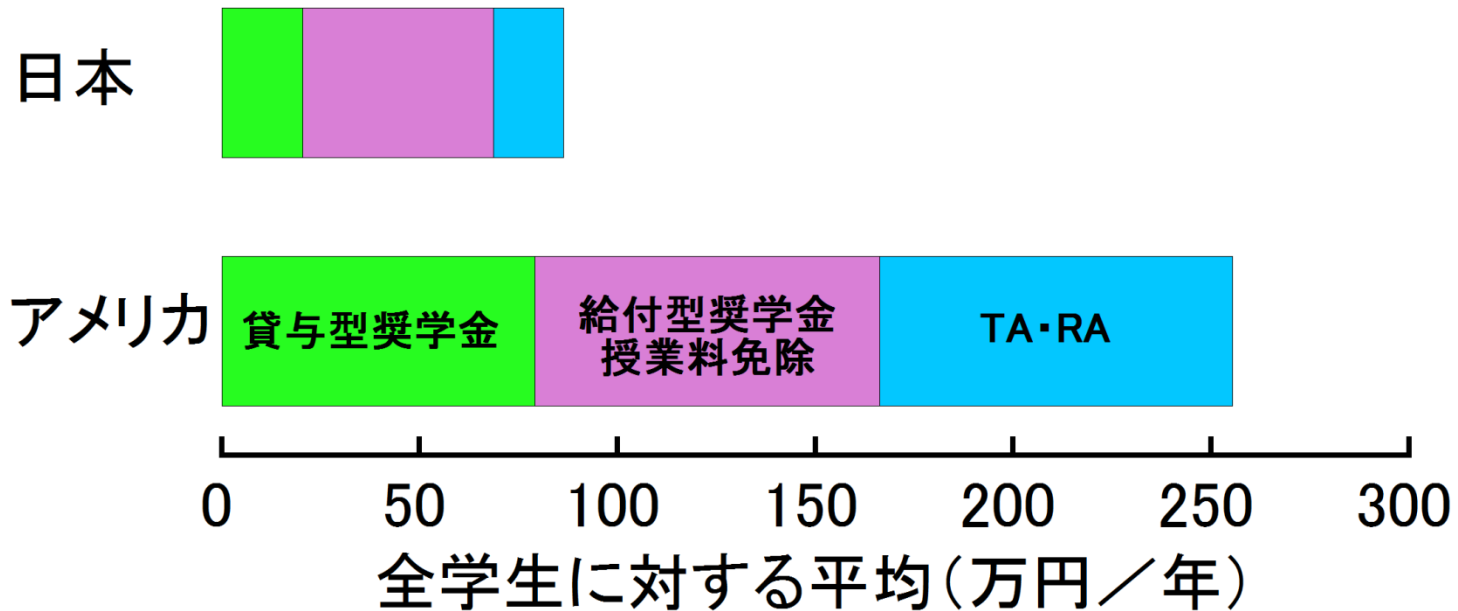 日本
アメリカ
貸与型奨学金
給付型奨学金
授業料免除
TA・RA
0 50 100 150 200 250 300
全学生に対する平均(万円／年)